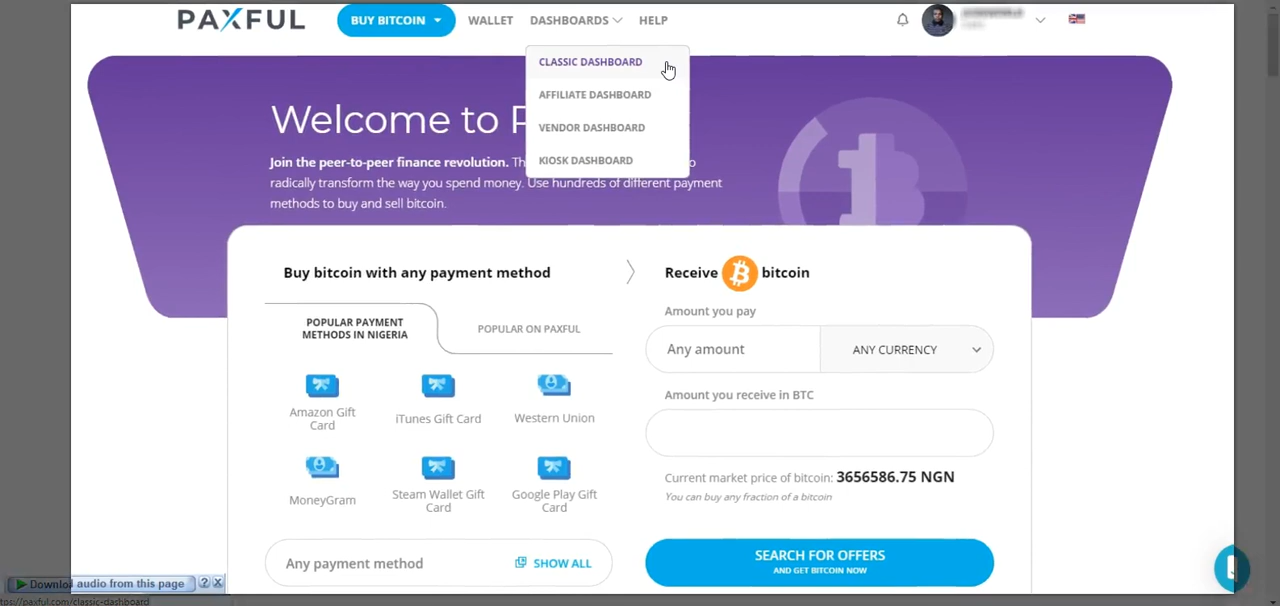 PAXFUL
BUY BITCOIN
WALLET
DASHBOARDS
HELP
CLASSIC DASHBOARD
AFFILIATE DASHBOARD
VENDOR DASHBOARD
KIOSK DASHBOARD
Welcome to
Join the peer-to-peer finance revolution.
radically transform the way you spend money. Use hundreds of different payment
methods to buy and sell bitcoin.
Buy bitcoin with any payment method
Receive bitcoin
POPULAR PAYMENT
METHODS IN NIGERIA
POPULAR ON PAXFUL
Amazon Gift
Card
iTunes Gift Card
Western Union
MoneyGram
Steam Wallet Gift
Card
Google Play Gift
Card
Any payment method
SHOW ALL
Amount you pay
Any amount
ANY CURRENCY
Amount you receive in BTC
Current market price of bitcoin: 3656586.75 NGN
You can buy any fraction of a bitcoin
SEARCH FOR OFFERS
AND GET BITCOIN NOW
Download audio from this page ? X
tps://paxful.com/classic-dashboard